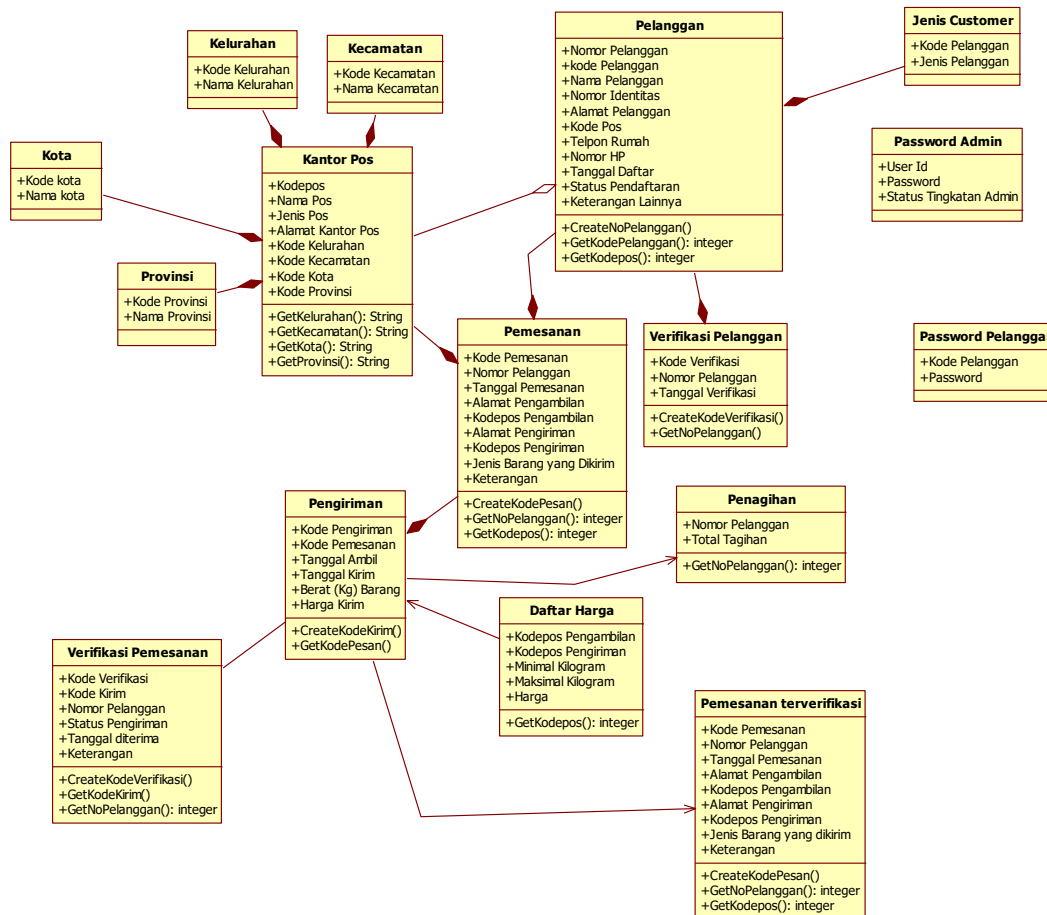 Kelurahan
+Kode Kelurahan
+Nama Kelurahan
Kecamatan
+Kode Kecamatan
+Nama Kecamatan
Pelanggan
+Nomor Pelanggan
+kode Pelanggan
+Nama Pelanggan
+Nomor Identitas
+Alamat Pelanggan
+Kode Pos
+Telpon Rumah
+Nomor HP
+Tanggal Daftar
+Status Pendaftaran
+Keterangan Lainnya
+CreateNoPelanggan()
+GetKodePelanggan(): integer
+GetKodepos(): integer
Jenis Customer
+Kode Pelanggan
+Jenis Pelanggan
Kota
+Kode kota
+Nama kota
Kantor Pos
+Kodepos
+Nama Pos
+Jenis Pos
+Alamat Kantor Pos
+Kode Kelurahan
+Kode Kecamatan
+Kode Kota
+Kode Provinsi
+GetKelurahan(): String
+GetKecamatan(): String
+GetKota(): String
+GetProvinsi(): String
Password Admin
+User Id
+Password
+Status Tingkatan Admin
Provinsi
+Kode Provinsi
+Nama Provinsi
Pemesanan
+Kode Pemesanan
+Nomor Pelanggan
+Tanggal Pemesanan
+Alamat Pengambilan
+Kodepos Pengambilan
+Alamat Pengiriman
+Kodepos Pengiriman
+Jenis Barang yang Dikirim
+Keterangan
+CreateKodePesan()
+GetNoPelanggan(): integer
+GetKodepos(): integer
Verifikasi Pelanggan
+Kode Verifikasi
+Nomor Pelanggan
+Tanggal Verifikasi
+CreateKodeVerifikasi()
+GetNoPelanggan()
Password Pelangga
+Kode Pelanggan
+Password
Pengiriman
+Kode Pengiriman
+Kode Pemesanan
+Tanggal Ambil
+Tanggal Kirim
+Berat (Kg) Barang
+Harga Kirim
+CreateKodeKirim()
+GetKodePesan()
Penagihan
+Nomor Pelanggan
+Total Tagihan
+GetNoPelanggan(): integer
Daftar Harga
+Kodepos Pengambilan
+Kodepos Pengiriman
+Minimal Kilogram
+Maksimal Kilogram
+Harga
+GetKodepos(): integer
Verifikasi Pemesanan
+Kode Verifikasi
+Kode Kirim
+Nomor Pelanggan
+Status Pengiriman
+Tanggal diterima
+Keterangan
+CreateKodeVerifikasi()
+GetKodeKirim()
+GetNoPelanggan(): integer
Pemesanan terverifikasi
+Kode Pemesanan
+Nomor Pelanggan
+Tanggal Pemesanan
+Alamat Pengambilan
+Kodepos Pengambilan
+Alamat Pengiriman
+Kodepos Pengiriman
+Jenis Barang yang dikirim
+Keterangan
+CreateKodePesan()
+GetNoPelanggan(): integer
+GetKodepos(): integer